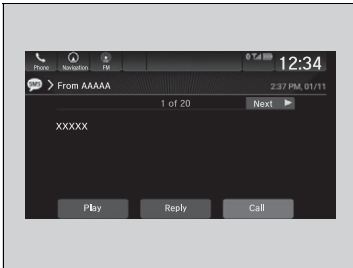 Phone Navigation FM 12:34
SMS From AAAAA 2:37 PM, 01/11
1 of 20 Next
XXXXX
Play Reply Call